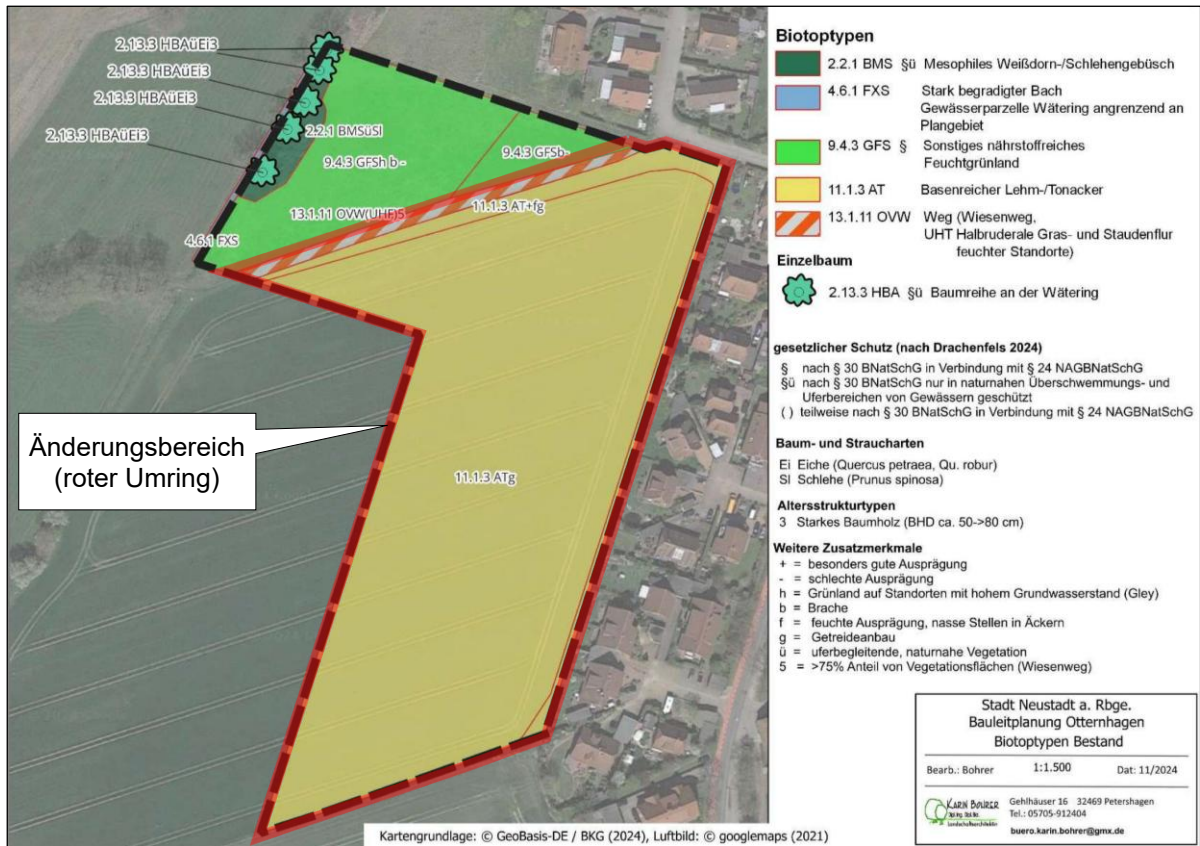 2.13.3 HBAüEi3
2.13.3 HBAüEi3
2.13.3 HBAüEi3
2.13.3 HBAüEi3
2.2.1 BMSüSl
9.4.3 GFSh b -
9.4.3 GFSb-
13.1.11 OVW(UHF)5
11.1.3 AT+fg
4.6.1 FXS
11.1.3 ATg
Änderungsbereich
(roter Umring)
Kartengrundlage: © GeoBasis-DE / BKG (2024), Luftbild: © googlemaps (2021)
Biotoptypen
2.2.1 BMS §ü Mesophiles Weißdorn-/Schlehengebüsch
4.6.1 FXS Stark begradigter Bach
Gewässerparzelle Wätering angrenzend an
Plangebiet
9.4.3 GFS § Sonstiges nährstoffreiches
Feuchtgrünland
11.1.3 AT Basenreicher Lehm-/Tonacker
13.1.11 OVW Weg (Wiesenweg,
UHT Halbruderale Gras- und Staudenflur
feuchter Standorte)
Einzelbaum
2.13.3 HBA §ü Baumreihe an der Wätering
gesetzlicher Schutz (nach Drachenfels 2024)
§ nach § 30 BNatSchG in Verbindung mit § 24 NAGBNatSchG
§ü nach § 30 BNatSchG nur in naturnahen Überschwemmungs- und
Uferbereichen von Gewässern geschützt
( ) teilweise nach § 30 BNatSchG in Verbindung mit § 24 NAGBNatSchG
Baum- und Straucharten
Ei Eiche (Quercus petraea, Qu. robur)
Sl Schlehe (Prunus spinosa)
Altersstrukturtypen
3 Starkes Baumholz (BHD ca. 50->80 cm)
Weitere Zusatzmerkmale
+ = besonders gute Ausprägung
- = schlechte Ausprägung
h = Grünland auf Standorten mit hohem Grundwasserstand (Gley)
b = Brache
f = feuchte Ausprägung, nasse Stellen in Äckern
g = Getreideanbau
ü = uferbegleitende, naturnahe Vegetation
5 = >75% Anteil von Vegetationsflächen (Wiesenweg)
Stadt Neustadt a. Rbge.
Bauleitplanung Otternhagen
Biotoptypen Bestand
Bearb.: Bohrer 1:1.500 Dat: 11/2024
KARIN BOHRER
Landschaftsarchitektin
Gehlhäuser 16 32469 Petershagen
Tel.: 05705-912404
buero.karin.bohrer@gmx.de